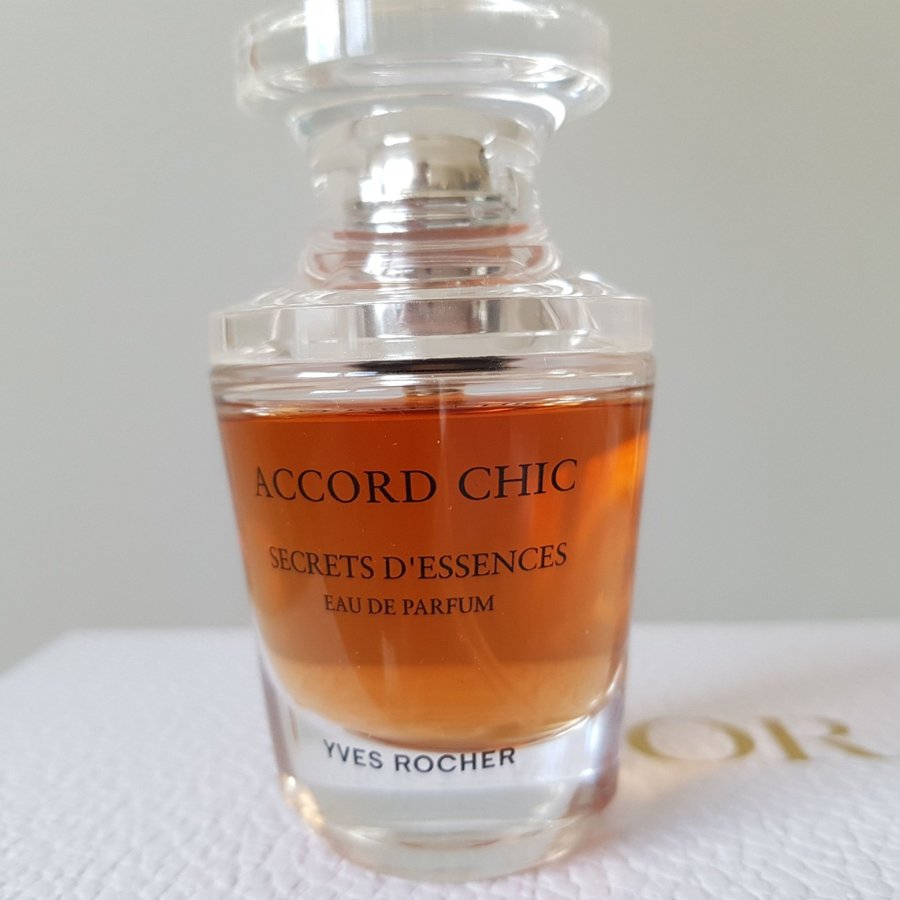 ACCORD CHIC
SECRETS D'ESSENCES
EAU DE PARFUM
YVES ROCHER
OR